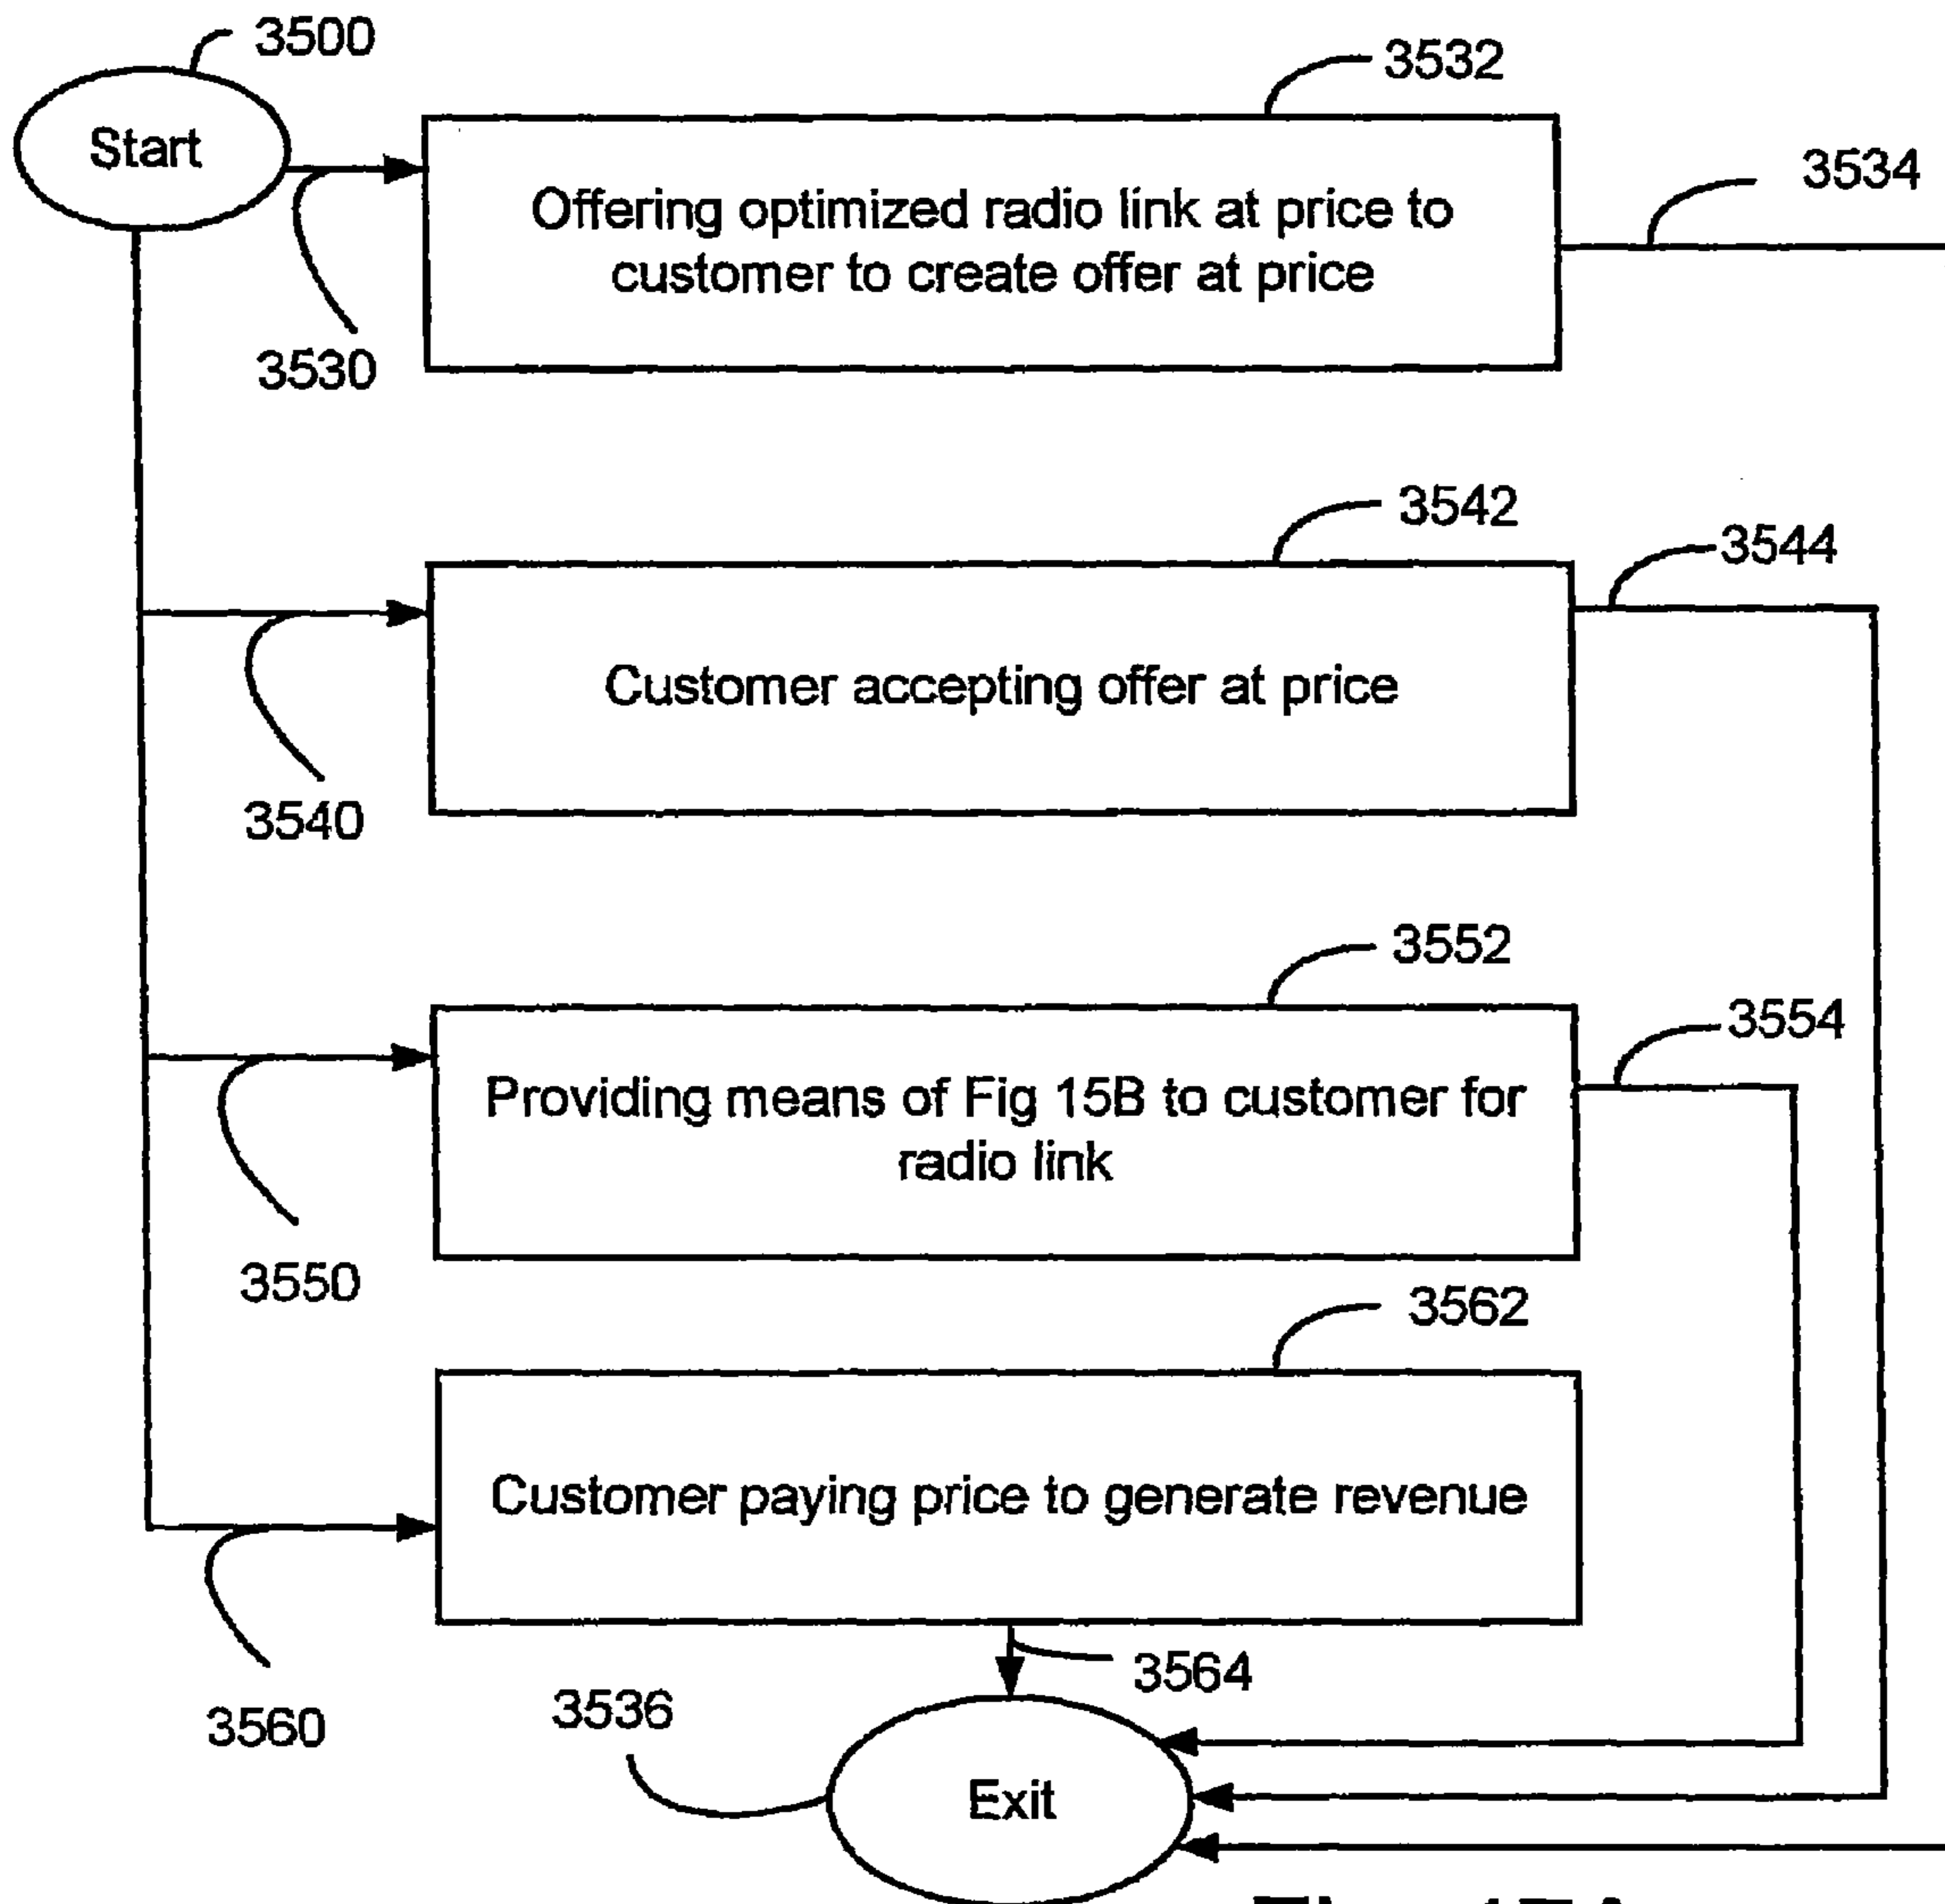 3500
3532
Start
3534
Offering optimized radio link at price to
customer to create offer at price
3530
3542
3544
Customer accepting offer at price
3540
3552
3554
Providing means of Fig 15B to customer for
radio link
3550
3562
Customer paying price to generate revenue
3564
3560
3536
Exit